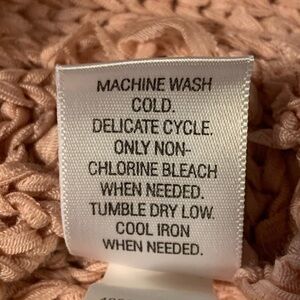 MACHINE WASH
COLD.
DELICATE CYCLE.
ONLY NON-
CHLORINE BLEACH
WHEN NEEDED.
TUMBLE DRY LOW.
COOL IRON
WHEN NEEDED.